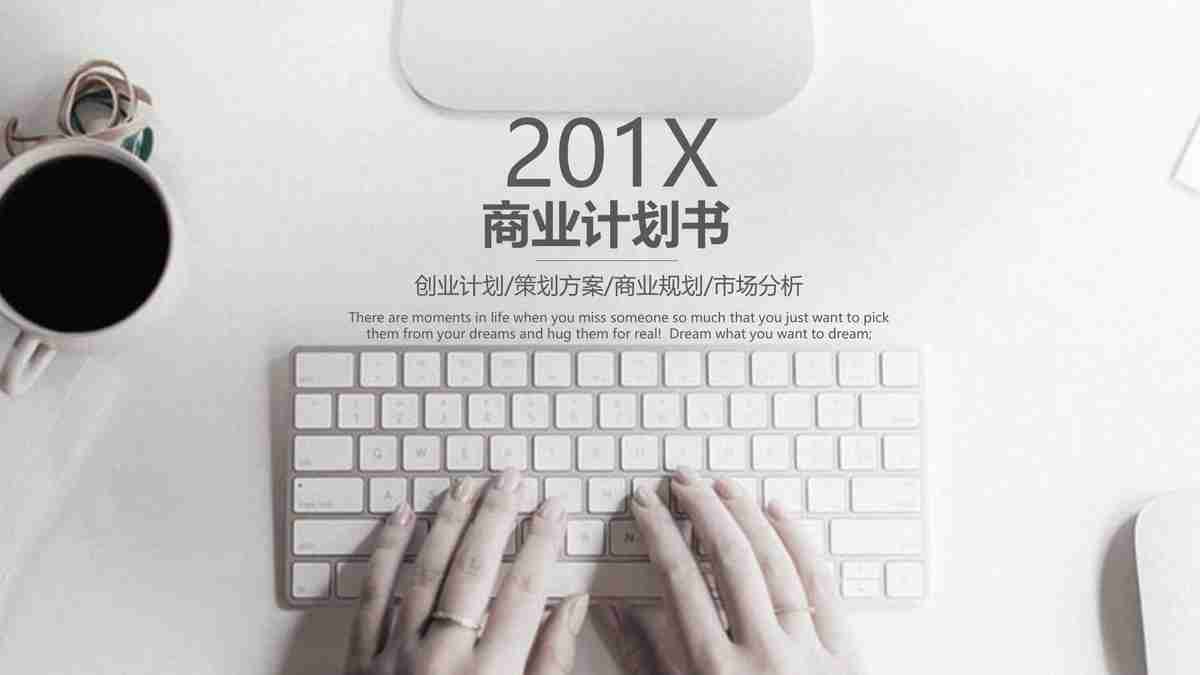 201X
商业计划书
创业计划/策划方案/商业规划/市场分析
There are moments in life when you miss someone so much that you just want to pick
them from your dreams and hug them for real!  Dream what you want to dream;